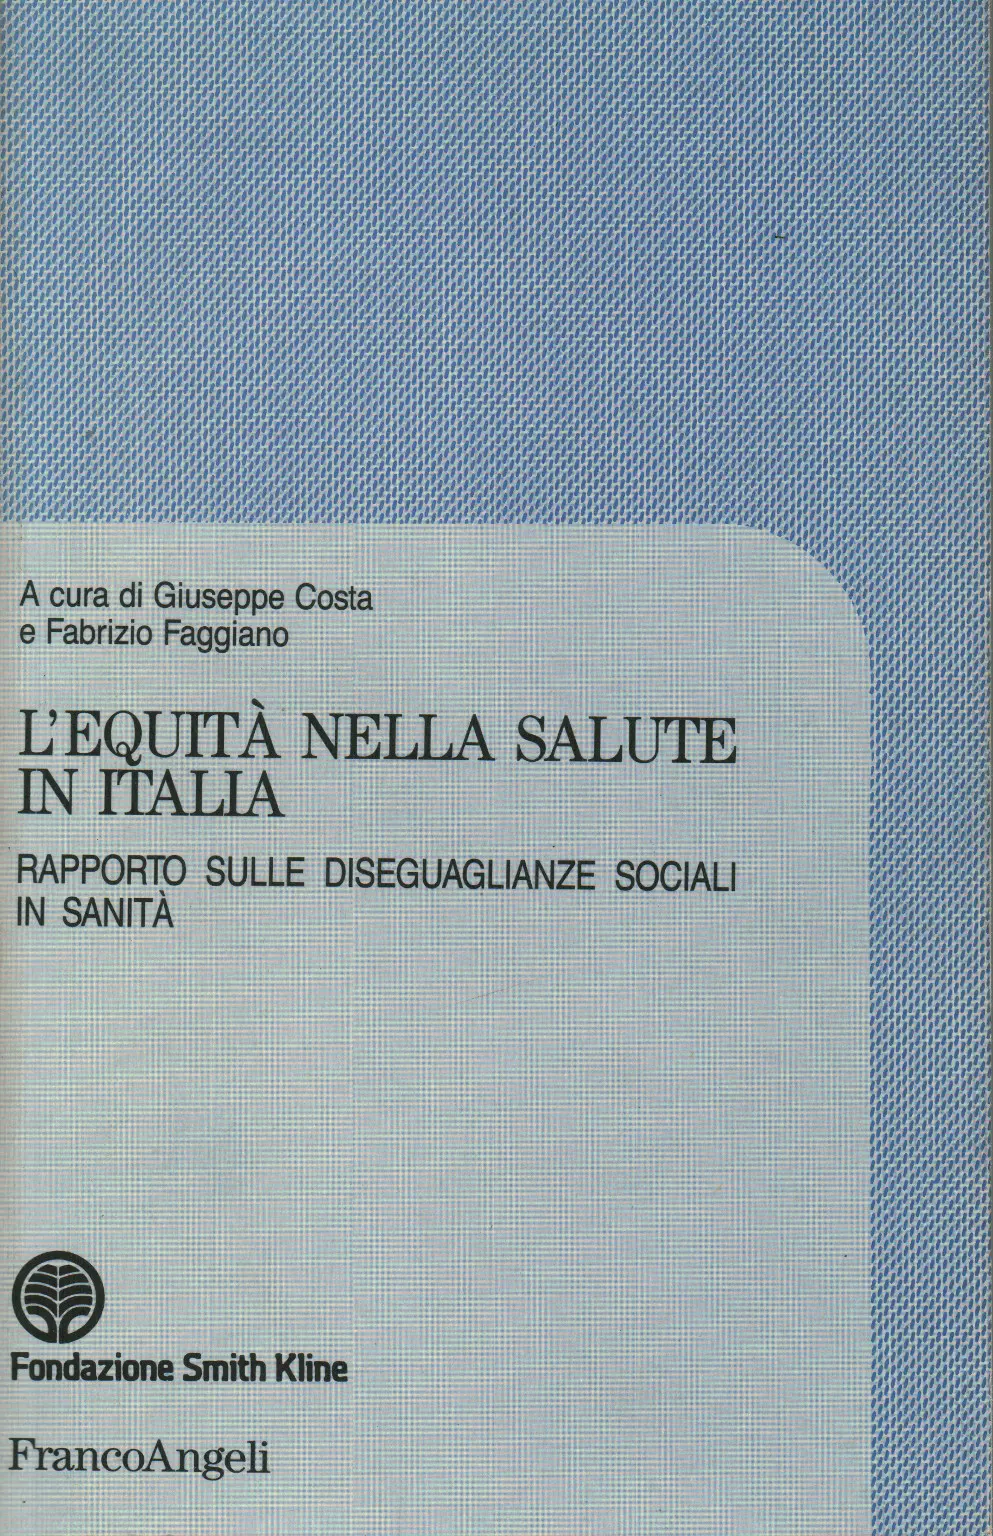 A cura di Giuseppe Costa
e Fabrizio Faggiano
L'EQUITÀ NELLA SALUTE
IN ITALIA
RAPPORTO SULLE DISEGUAGLIANZE SOCIALI
IN SANITÀ
Fondazione Smith Kline
FrancoAngeli